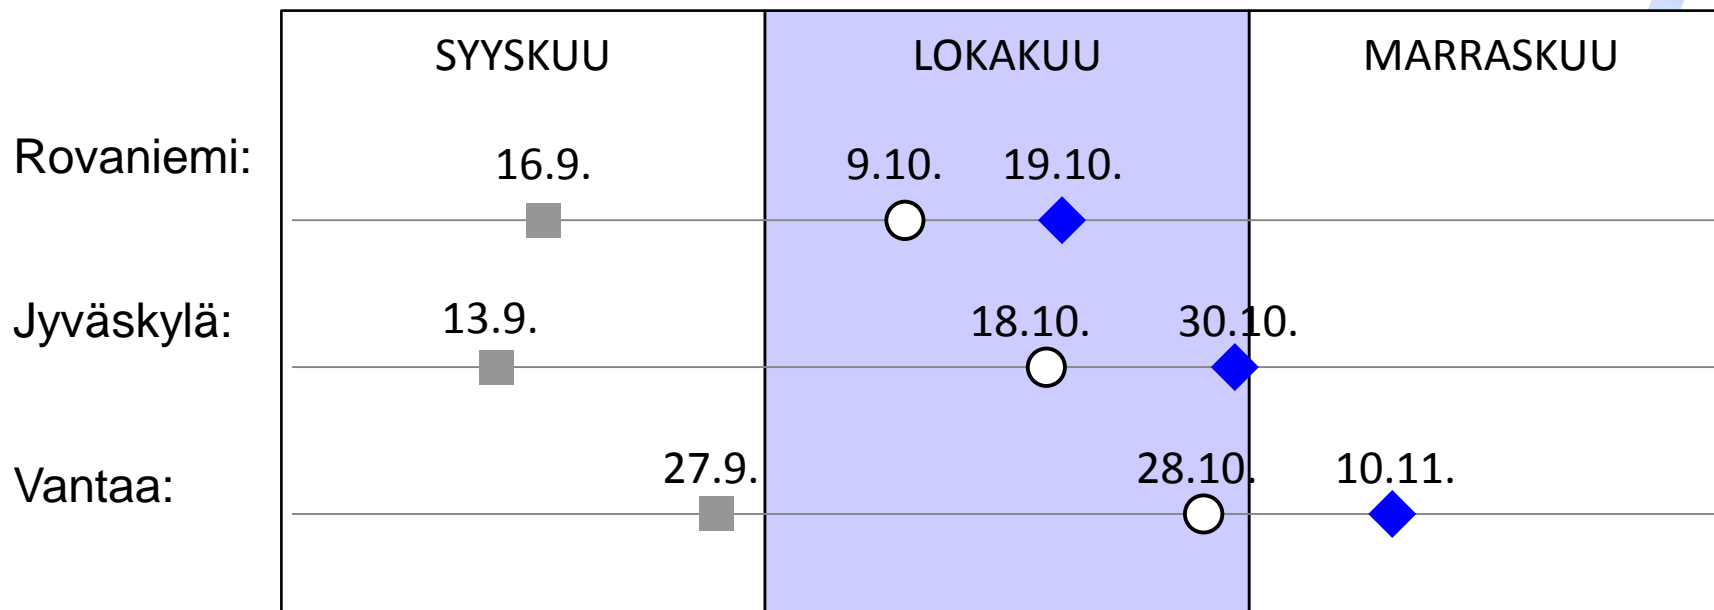 SYYSKUU LOKAKUU MARRASKUU
Rovaniemi: 16.9. 9.10. 19.10.
Jyväskylä: 13.9. 18.10. 30.10.
Vantaa: 27.9. 28.10. 10.11.